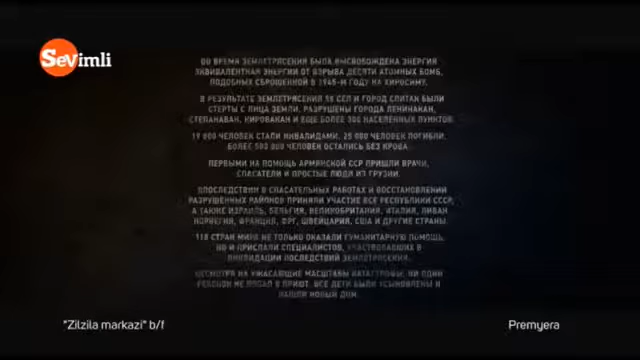 Sevimli
ВО ВРЕМЯ ЗЕМЛЕТРЯСЕНИЯ БЫЛА ВЫСВОБОЖДЕНА ЭНЕРГИЯ
ЭКВИВАЛЕНТНАЯ ЭНЕРГИИ ОТ ВЗРЫВА ДЕСЯТИ АТОМНЫХ БОМБ,
ПОДОБНЫХ СБРОШЕННОЙ В 1945-М ГОДУ НА ХИРОСИМУ.
В РЕЗУЛЬТАТЕ ЗЕМЛЕТРЯСЕНИЯ 58 СЕЛ И ГОРОД СПИТАК БЫЛИ
СТЕРТЫ С ЛИЦА ЗЕМЛИ. РАЗРУШЕНЫ ГОРОДА ЛЕНИНАКАН,
СТЕПАНАВАН, КИРОВАКАН И ЕЩЕ БОЛЕЕ 300 НАСЕЛЕННЫХ ПУНКТОВ.
19 000 ЧЕЛОВЕК СТАЛИ ИНВАЛИДАМИ, 25 000 ЧЕЛОВЕК ПОГИБЛИ,
БОЛЕЕ 500 000 ЧЕЛОВЕК ОСТАЛИСЬ БЕЗ КРОВА.
ПЕРВЫМИ НА ПОМОЩЬ АРМЯНСКОЙ ССР ПРИШЛИ ВРАЧИ,
СПАСАТЕЛИ И ПРОСТЫЕ ЛЮДИ ИЗ ГРУЗИИ.
ВПОСЛЕДСТВИИ В СПАСАТЕЛЬНЫХ РАБОТАХ И ВОССТАНОВЛЕНИИ
РАЗРУШЕННЫХ РАЙОНОВ ПРИНЯЛИ УЧАСТИЕ ВСЕ РЕСПУБЛИКИ СССР,
А ТАКЖЕ ИЗРАИЛЬ, БЕЛЬГИЯ, ВЕЛИКОБРИТАНИЯ, ИТАЛИЯ, ЛИВАН
НОРВЕГИЯ, ФРАНЦИЯ, ФРГ, ШВЕЙЦАРИЯ, США И ДРУГИЕ СТРАНЫ.
СТРАН МИРА НЕ ТОЛЬКО ОКАЗАЛИ ГУМАНИТАРНУЮ ПОМОЩЬ,
НО И ПРИСЛАЛИ СПЕЦИАЛИСТОВ, УЧАСТВОВАВШИХ В
ЛИКВИДАЦИИ ПОСЛЕДСТВИЙ ЗЕМЛЕТРЯСЕНИЯ.
НЕСМОТРЯ НА УЖАСАЮЩИЕ МАСШТАБЫ КАТАСТРОФЫ, НИ ОДИН
РЕБЕНОК НЕ ПОПАЛ В ПРИЮТ. ВСЕ ДЕТИ БЫЛИ УСЫНОВЛЕНЫ И
НАШЛИ НОВЫЙ ДОМ.
"Zilzila markazi" b/f
Premyera